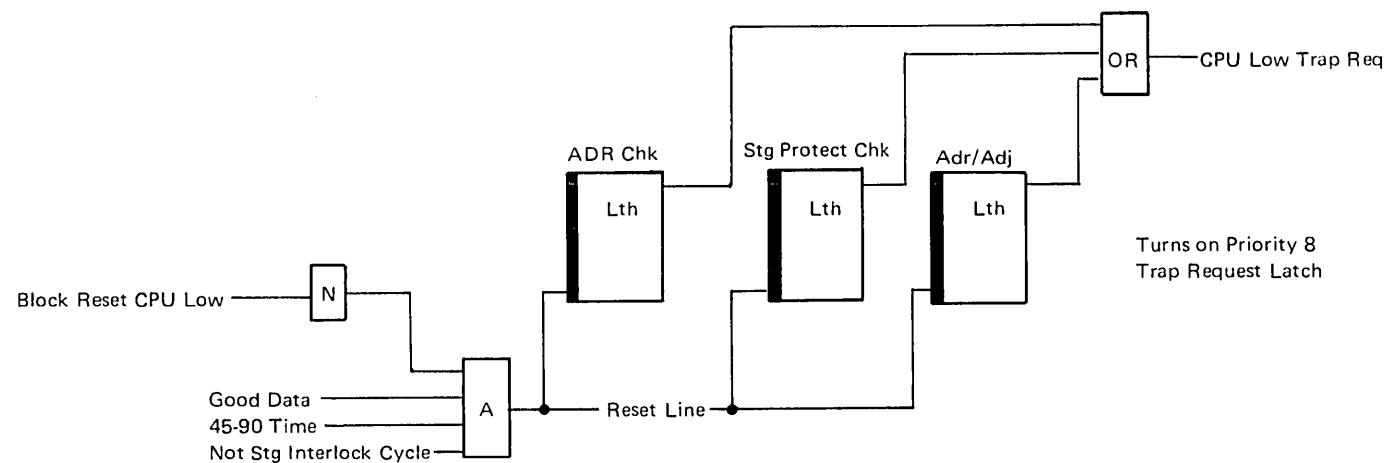 OR
CPU Low Trap Req
ADR Chk
Stg Protect Chk
Adr/Adj
Lth
Lth
Lth
Turns on Priority 8
Trap Request Latch
Block Reset CPU Low
N
Good Data
A
Reset Line
45-90 Time
Not Stg Interlock Cycle